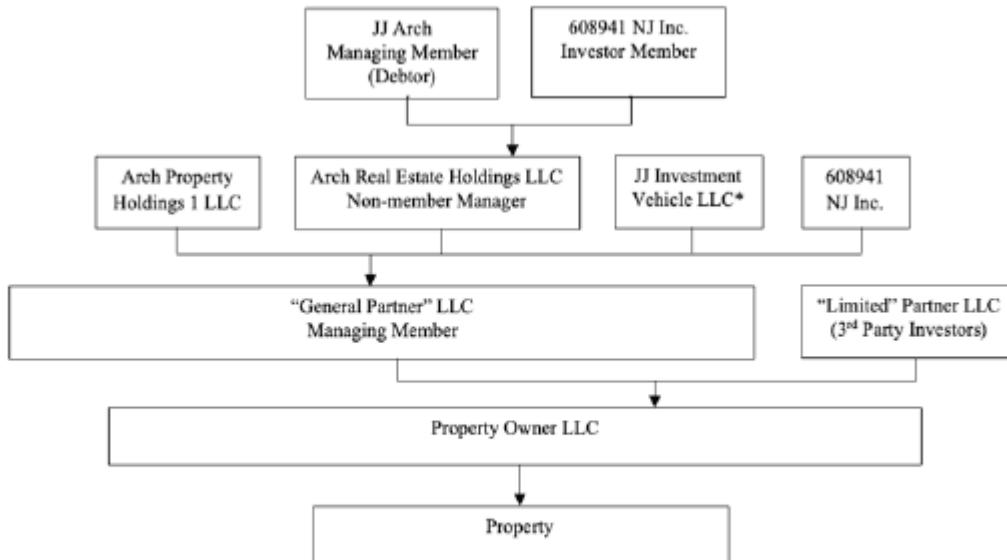 JJ Arch
Managing Member
(Debtor)
608941 NJ Inc.
Investor Member
Arch Property
Holdings 1 LLC
Arch Real Estate Holdings LLC
Non-member Manager
JJ Investment
Vehicle LLC*
608941
NJ Inc.
“General Partner” LLC
Managing Member
“Limited” Partner LLC
(3rd Party Investors)
Property Owner LLC
Property